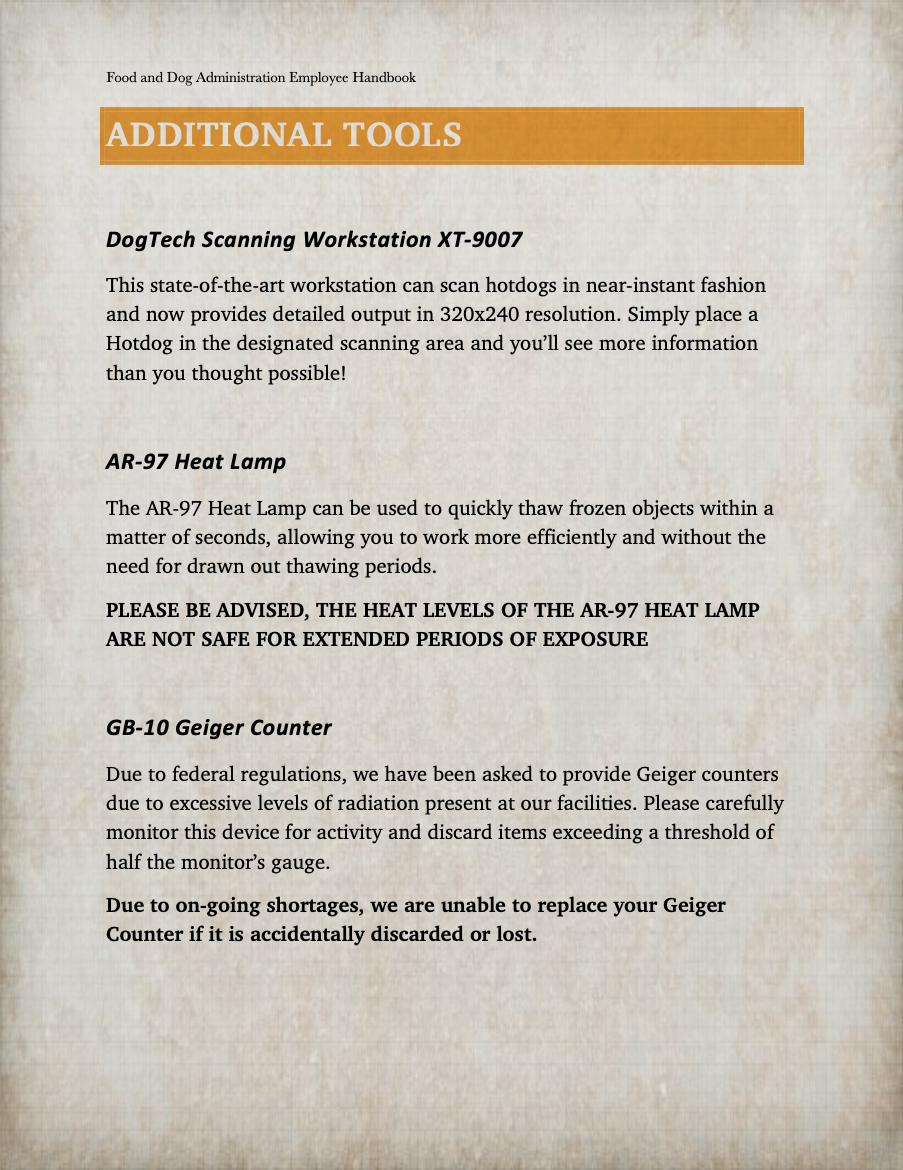 Food and Dog Administration Employee Handbook
ADDITIONAL TOOLS
DogTech Scanning Workstation XT-9007
This state-of-the-art workstation can scan hotdogs in near-instant fashion
and now provides detailed output in 320x240 resolution. Simply place a
Hotdog in the designated scanning area and you’ll see more information
than you thought possible!
AR-97 Heat Lamp
The AR-97 Heat Lamp can be used to quickly thaw frozen objects within a
matter of seconds, allowing you to work more efficiently and without the
need for drawn out thawing periods.
PLEASE BE ADVISED, THE HEAT LEVELS OF THE AR-97 HEAT LAMP
ARE NOT SAFE FOR EXTENDED PERIODS OF EXPOSURE
GB-10 Geiger Counter
Due to federal regulations, we have been asked to provide Geiger counters
due to excessive levels of radiation present at our facilities. Please carefully
monitor this device for activity and discard items exceeding a threshold of
half the monitor’s gauge.
Due to on-going shortages, we are unable to replace your Geiger
Counter if it is accidentally discarded or lost.